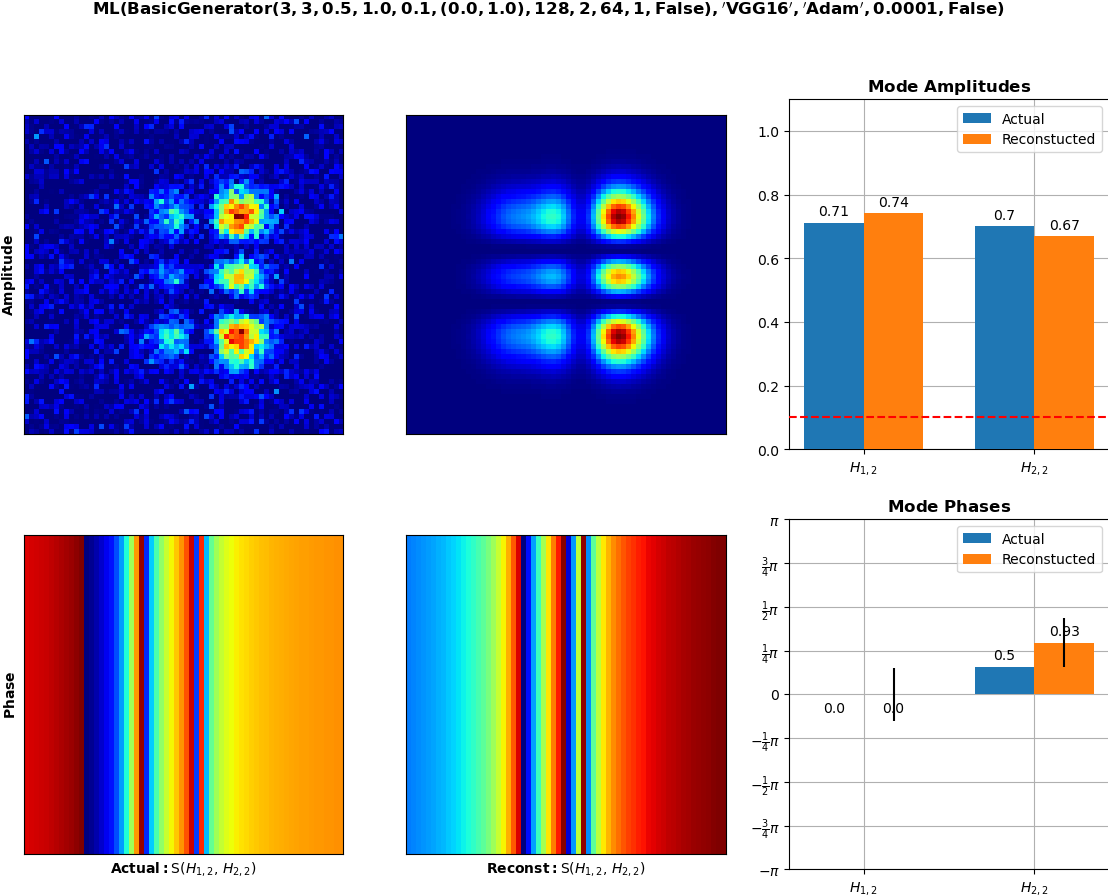 ML(BasicGenerator(3, 3, 0.5, 1.0, 0.1, (0.0, 1.0), 128, 2, 64, 1, False), ′VGG16′, ′Adam′, 0.0001, False)
Amplitude
Mode Amplitudes
Actual
Reconstucted
1.0
0.8
0.6
0.4
0.2
0.0
0.71
0.74
0.7
0.67
H1, 2
H2, 2
Phase
Actual: S(H1, 2, H2, 2)
Reconst: S(H1, 2, H2, 2)
Mode Phases
Actual
Reconstucted
π
3/4π
1/2π
1/4π
0
−1/4π
−1/2π
−3/4π
−π
0.0
0.0
0.5
0.93
H1, 2
H2, 2